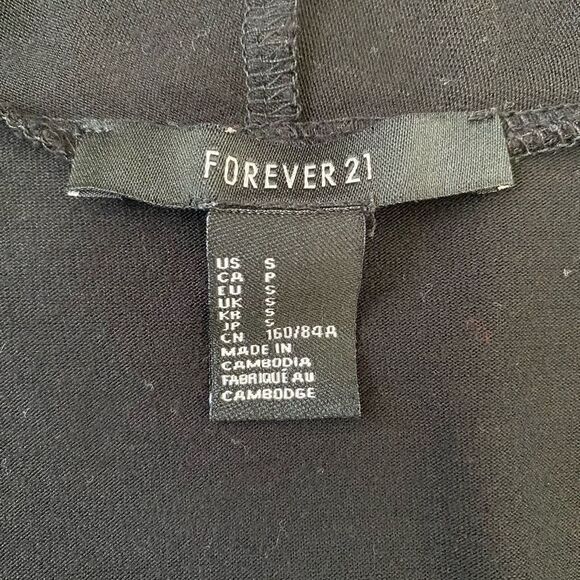 FOREVER 21
US S
CA P
EU S
UK S
KR S
JP S
CN 160/84A
MADE IN
CAMBODIA
FABRIQUÉ AU
CAMBODGE